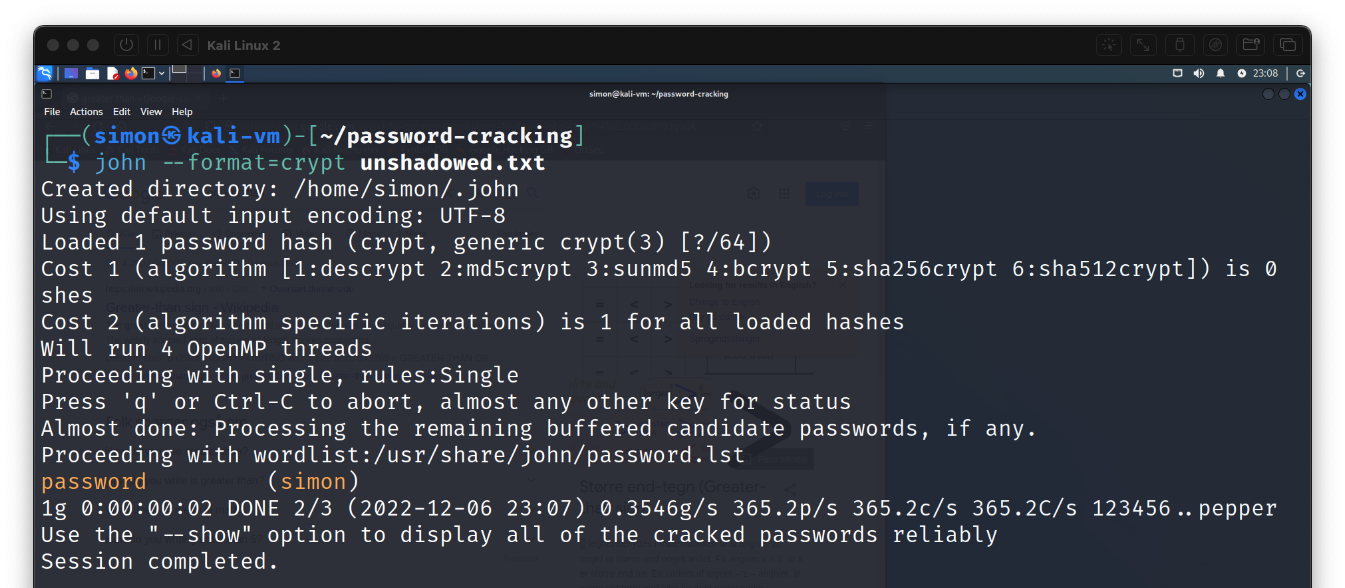 Kali Linux 2
23:08
simon@kali-vm: ~/password-cracking
File Actions Edit View Help
┌──(simon㉿kali-vm)-[~/password-cracking]
└─$ john --format=crypt unshadowed.txt
Created directory: /home/simon/.john
Using default input encoding: UTF-8
Loaded 1 password hash (crypt, generic crypt(3) [?/64])
Cost 1 (algorithm [1:descrypt 2:md5crypt 3:sunmd5 4:bcrypt 5:sha256crypt 6:sha512crypt]) is 0
shes
Cost 2 (algorithm specific iterations) is 1 for all loaded hashes
Will run 4 OpenMP threads
Proceeding with single, rules:Single
Press 'q' or Ctrl-C to abort, almost any other key for status
Almost done: Processing the remaining buffered candidate passwords, if any.
Proceeding with wordlist:/usr/share/john/password.lst
password (simon)
1g 0:00:00:02 DONE 2/3 (2022-12-06 23:07) 0.3546g/s 365.2p/s 365.2c/s 365.2C/s 123456..pepper
Use the "--show" option to display all of the cracked passwords reliably
Session completed.